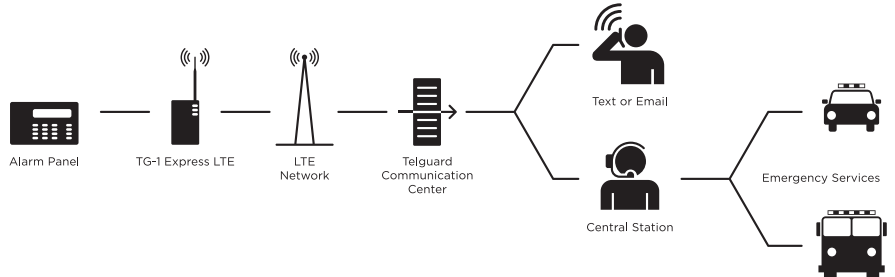 Alarm Panel
TG-1 Express LTE
LTE
Network
Telguard
Communication
Center
Text or Email
Central Station
Emergency Services